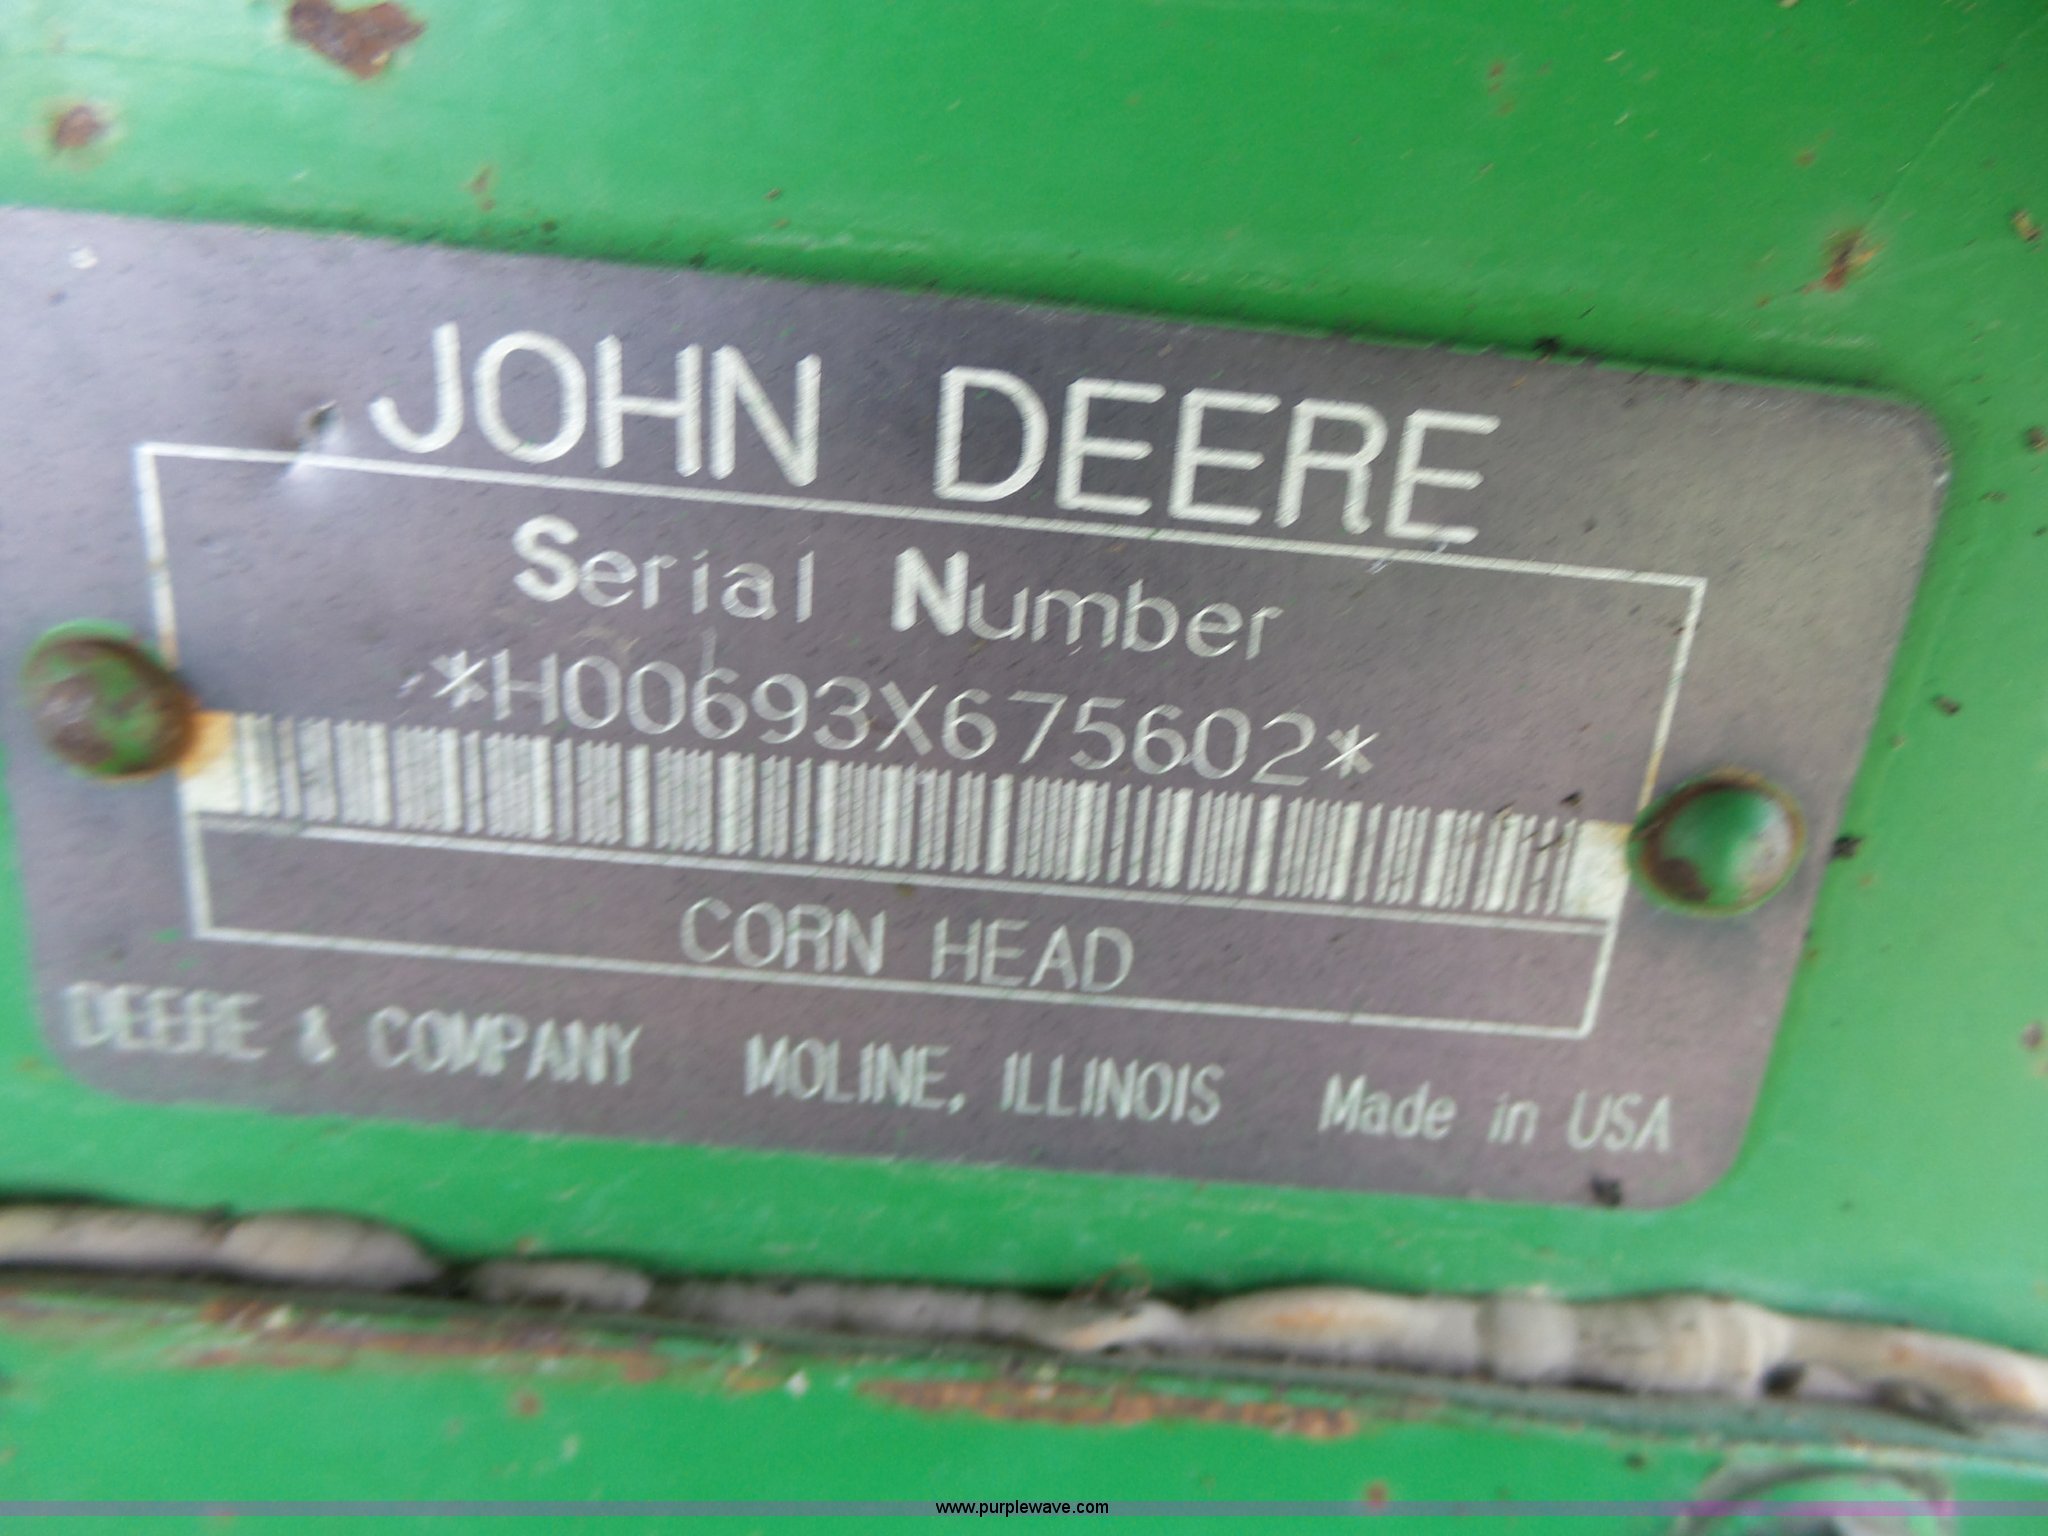 JOHN DEERE
Serial Number
*H00693X675602*
CORN HEAD
DEERE & COMPANY MOLINE, ILLINOIS Made in USA
www.purplewave.com